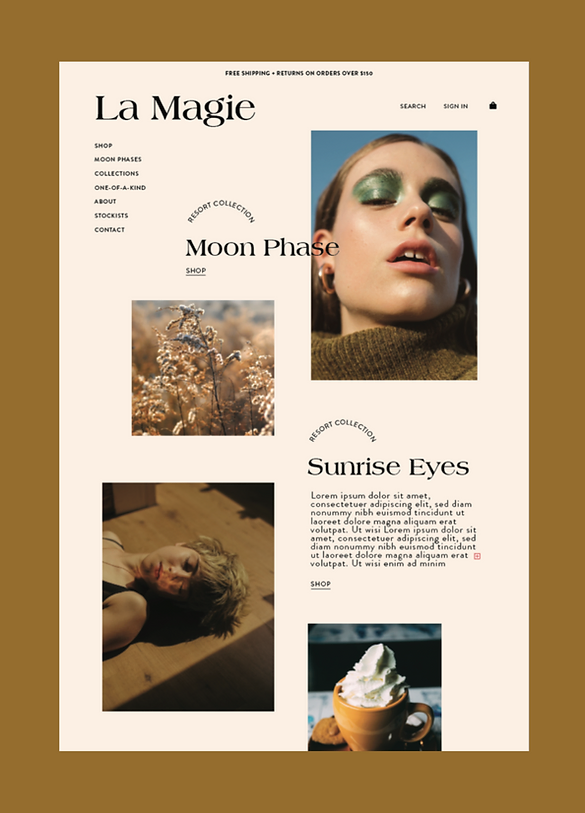 FREE SHIPPING + RETURNS ON ORDERS OVER $150
La Magie
SEARCH SIGN IN
SHOP
MOON PHASES
COLLECTIONS
ONE-OF-A-KIND
ABOUT
STOCKISTS
CONTACT
RESORT COLLECTION
Moon Phase
SHOP
RESORT COLLECTION
Sunrise Eyes
Lorem ipsum dolor sit amet,
consectetuer adipiscing elit, sed diam
nonummy nibh euismod tincidunt ut
laoreet dolore magna aliquam erat
volutpat. Ut wisi Lorem ipsum dolor sit
amet, consectetuer adipiscing elit, sed
diam nonummy nibh euismod tincidunt
ut laoreet dolore magna aliquam erat
volutpat. Ut wisi enim ad minim
SHOP